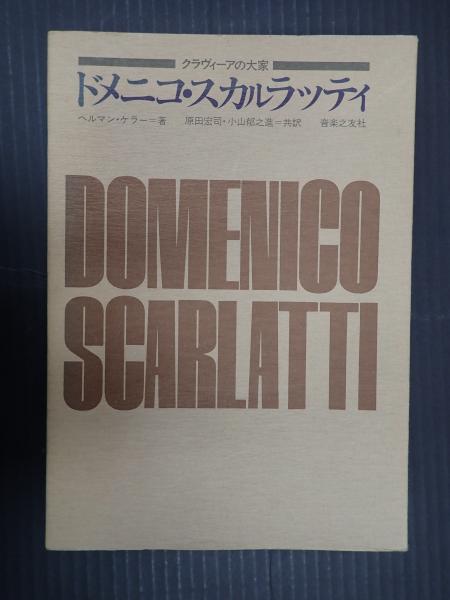 クラヴィーアの大家
ドメニコ・スカルラッティ
ヘルマン・ケラー＝著 原田宏司・小山郁之進＝共訳 音楽之友社
DOMENICO
SCARLATTI